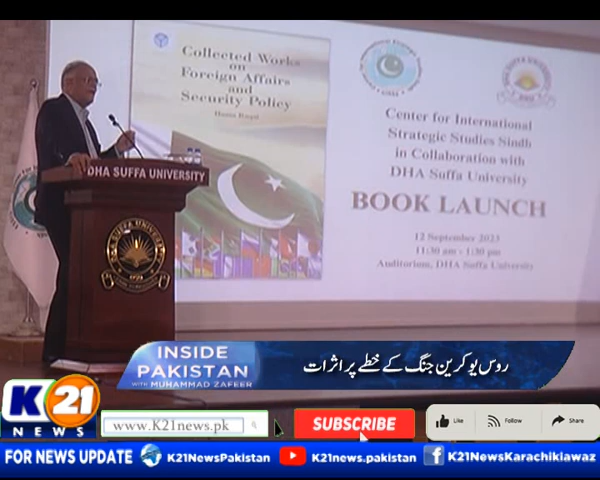 Collected Works
on
Foreign Affairs
and
Security Policy
Center for International
Strategic Studies Sindh
in Collaboration with
DHA Suffa University
BOOK LAUNCH
12 September 2023
11:30 am - 1:30 pm
Auditorium, DHA Suffa University
DHA SUFFA UNIVERSITY
INSIDE
PAKISTAN
WITH MUHAMMAD ZAFEER
روس یوکرین جنگ کے خطے پر اثرات
K21
NEWS
www.K21news.pk
SUBSCRIBE
Like
Follow
Share
FOR NEWS UPDATE
K21NewsPakistan
K21news.pakistan
K21NewsKarachikiawaz